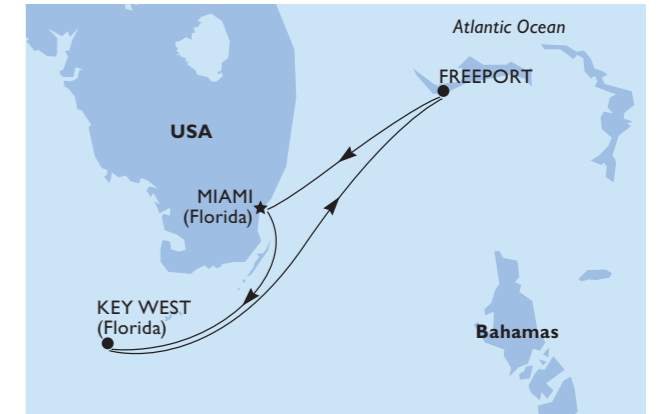 Atlantic Ocean
FREEPORT
USA
MIAMI
(Florida)
KEY WEST
(Florida)
Bahamas